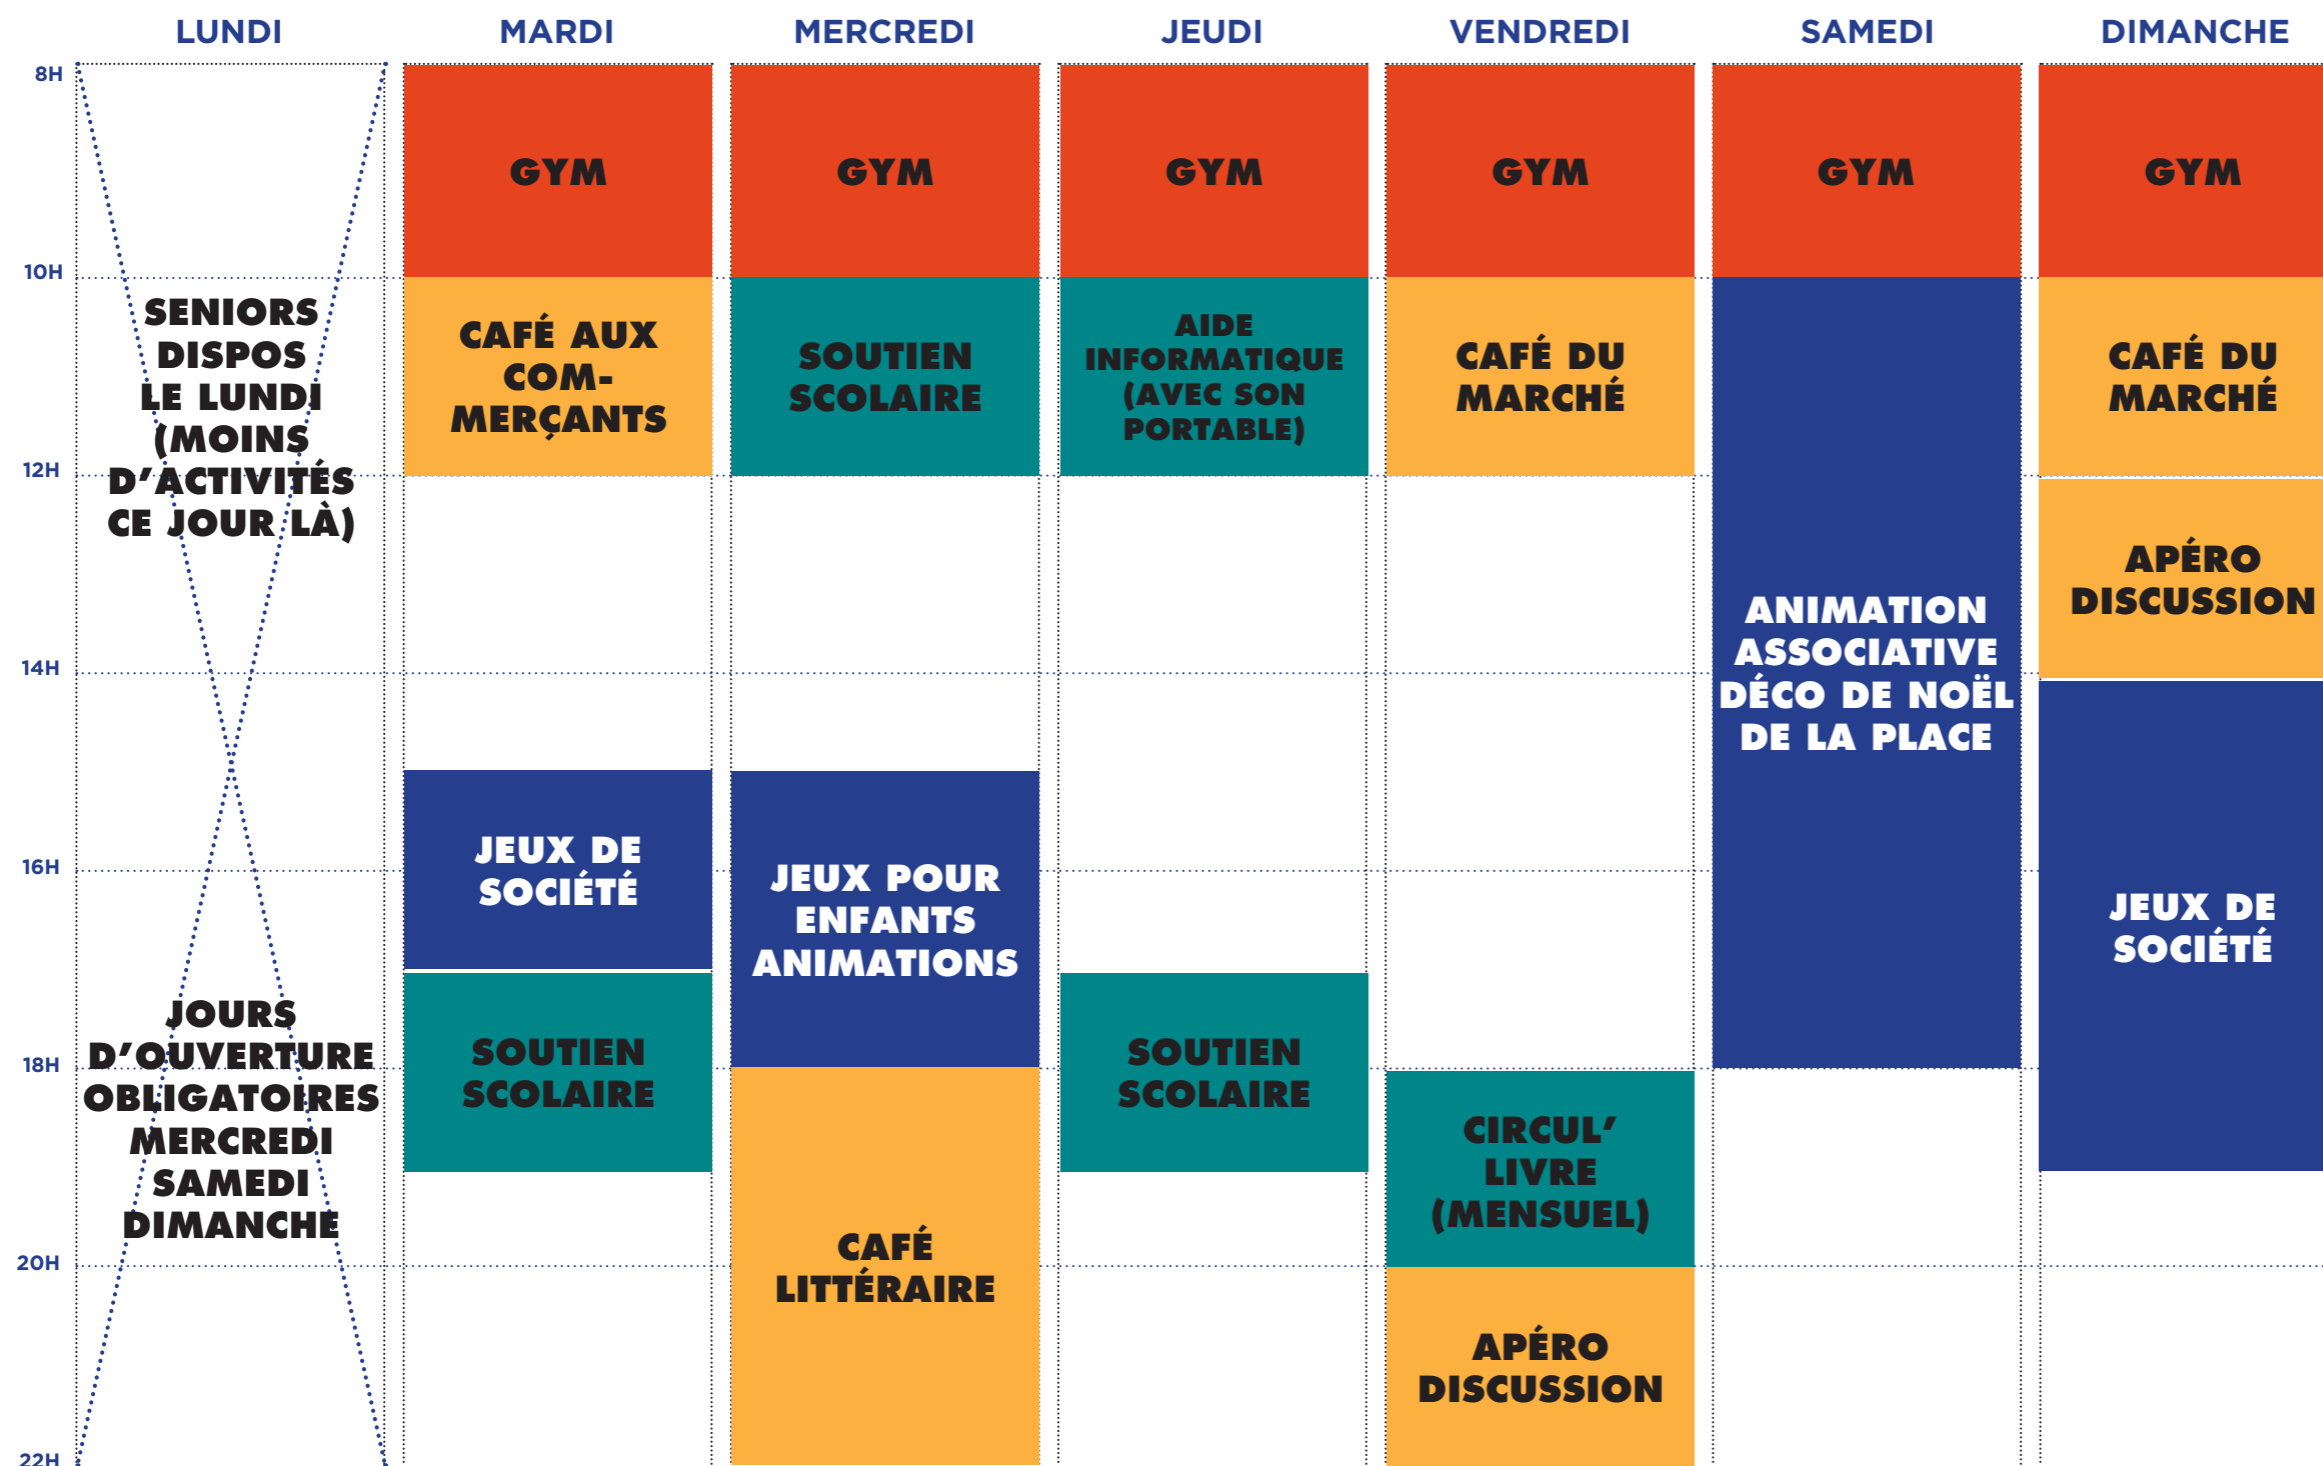 LUNDI
MARDI
MERCREDI
JEUDI
VENDREDI
SAMEDI
DIMANCHE
8H
10H
12H
14H
16H
18H
20H
22H
SENIORS
DISPOS
LE LUNDI
(MOINS
D'ACTIVITÉS
CE JOUR LÀ)
JOURS
D'OUVERTURE
OBLIGATOIRES
MERCREDI
SAMEDI
DIMANCHE
GYM
CAFÉ AUX
COM-
MERÇANTS
JEUX DE
SOCIÉTÉ
SOUTIEN
SCOLAIRE
GYM
SOUTIEN
SCOLAIRE
JEUX POUR
ENFANTS
ANIMATIONS
CAFÉ
LITTÉRAIRE
GYM
AIDE
INFORMATIQUE
(AVEC SON
PORTABLE)
SOUTIEN
SCOLAIRE
GYM
CAFÉ DU
MARCHÉ
CIRCUL'
LIVRE
(MENSUEL)
APÉRO
DISCUSSION
GYM
ANIMATION
ASSOCIATIVE
DÉCO DE NOËL
DE LA PLACE
GYM
CAFÉ DU
MARCHÉ
APÉRO
DISCUSSION
JEUX DE
SOCIÉTÉ